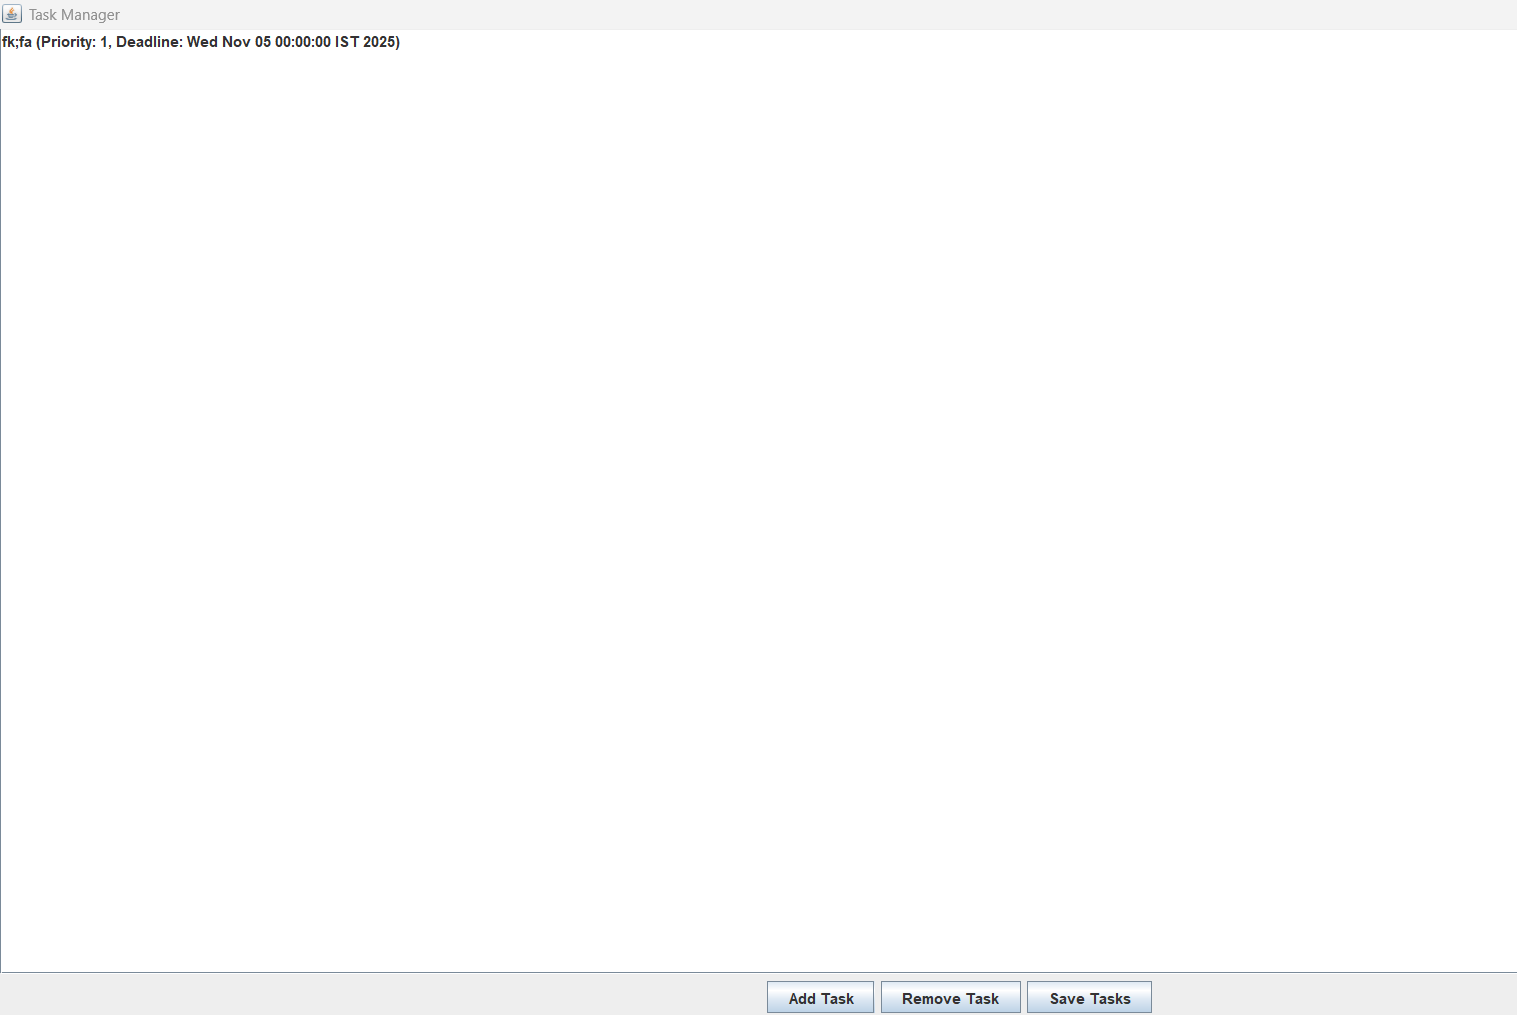 Task Manager
fk;fa (Priority: 1, Deadline: Wed Nov 05 00:00:00 IST 2025)
Add Task Remove Task Save Tasks